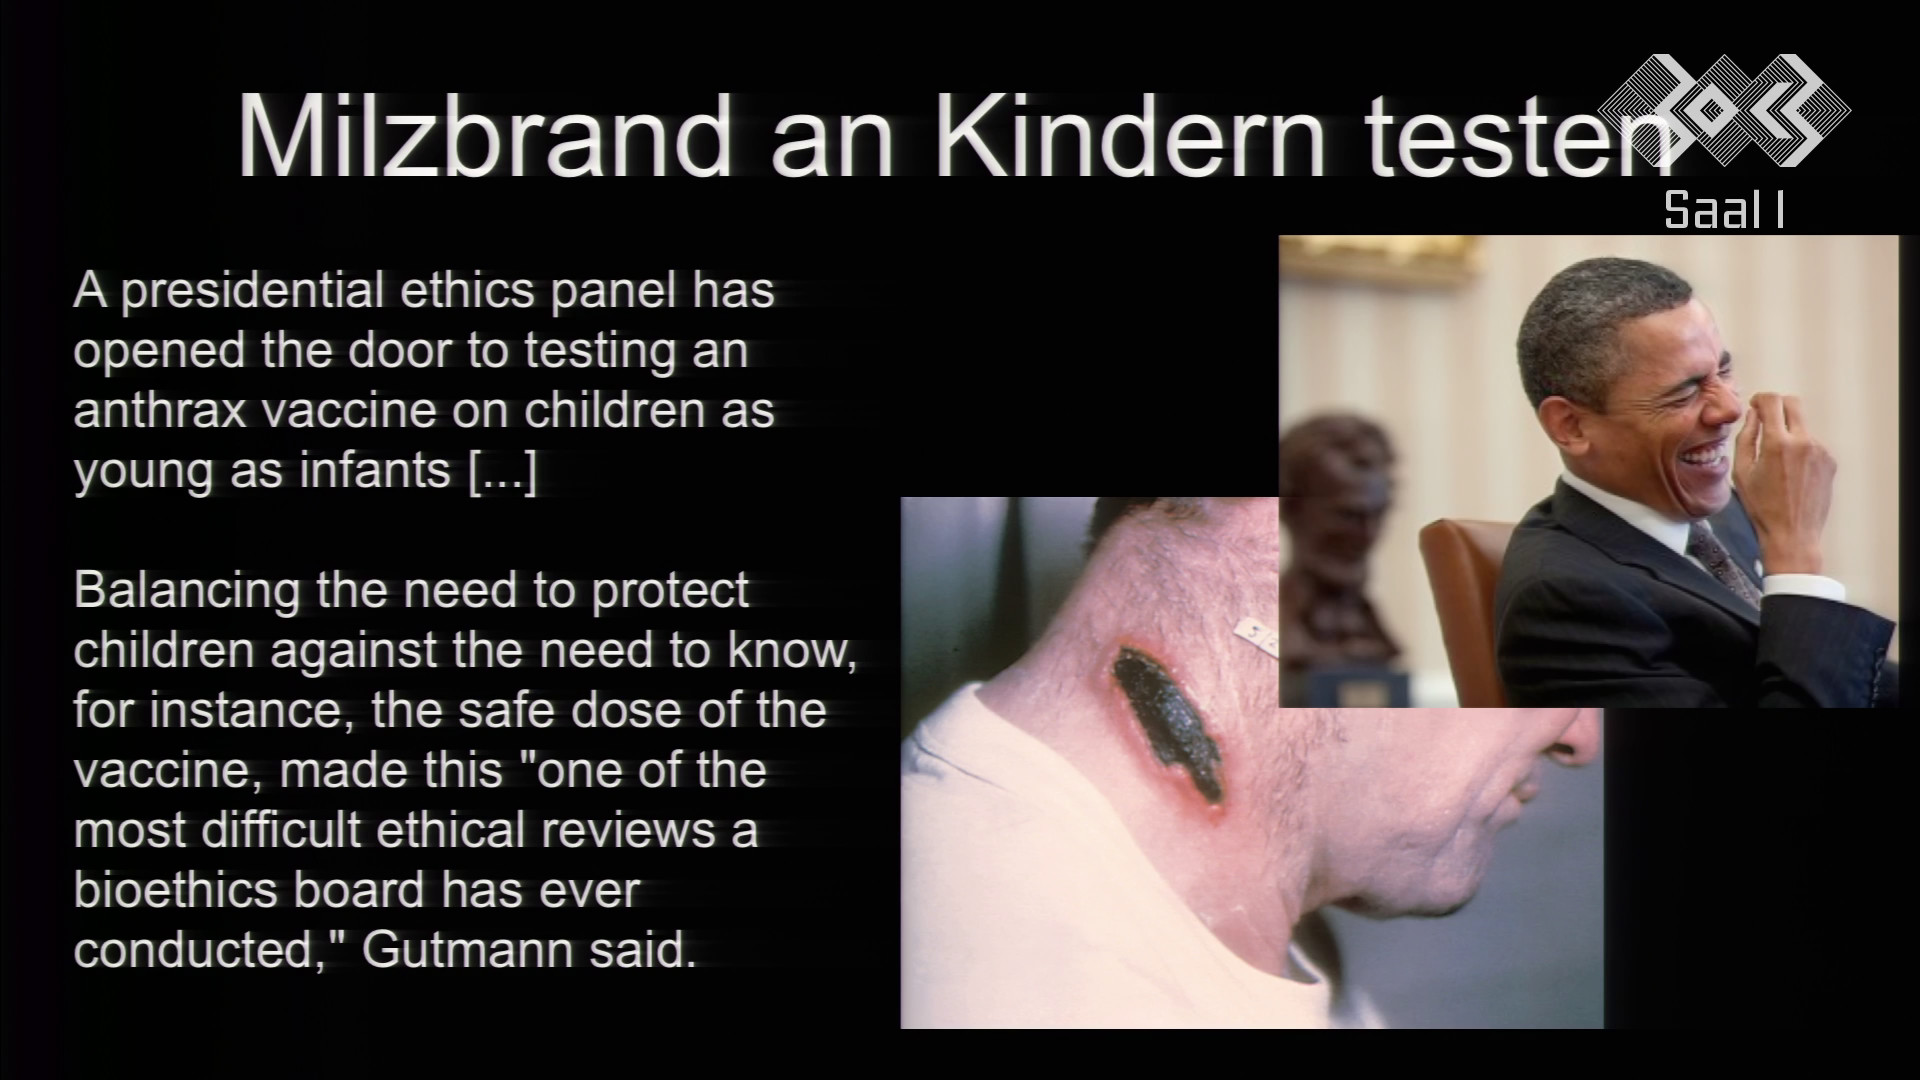 Milzbrand an Kindern testen
Saal 1
A presidential ethics panel has
opened the door to testing an
anthrax vaccine on children as
young as infants [...]
Balancing the need to protect
children against the need to know,
for instance, the safe dose of the
vaccine, made this "one of the
most difficult ethical reviews a
bioethics board has ever
conducted," Gutmann said.